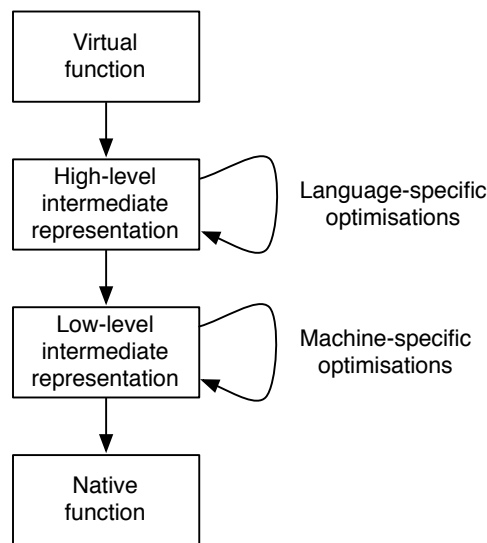 Virtual
function
High-level
intermediate
representation
Language-specific
optimisations
Low-level
intermediate
representation
Machine-specific
optimisations
Native
function